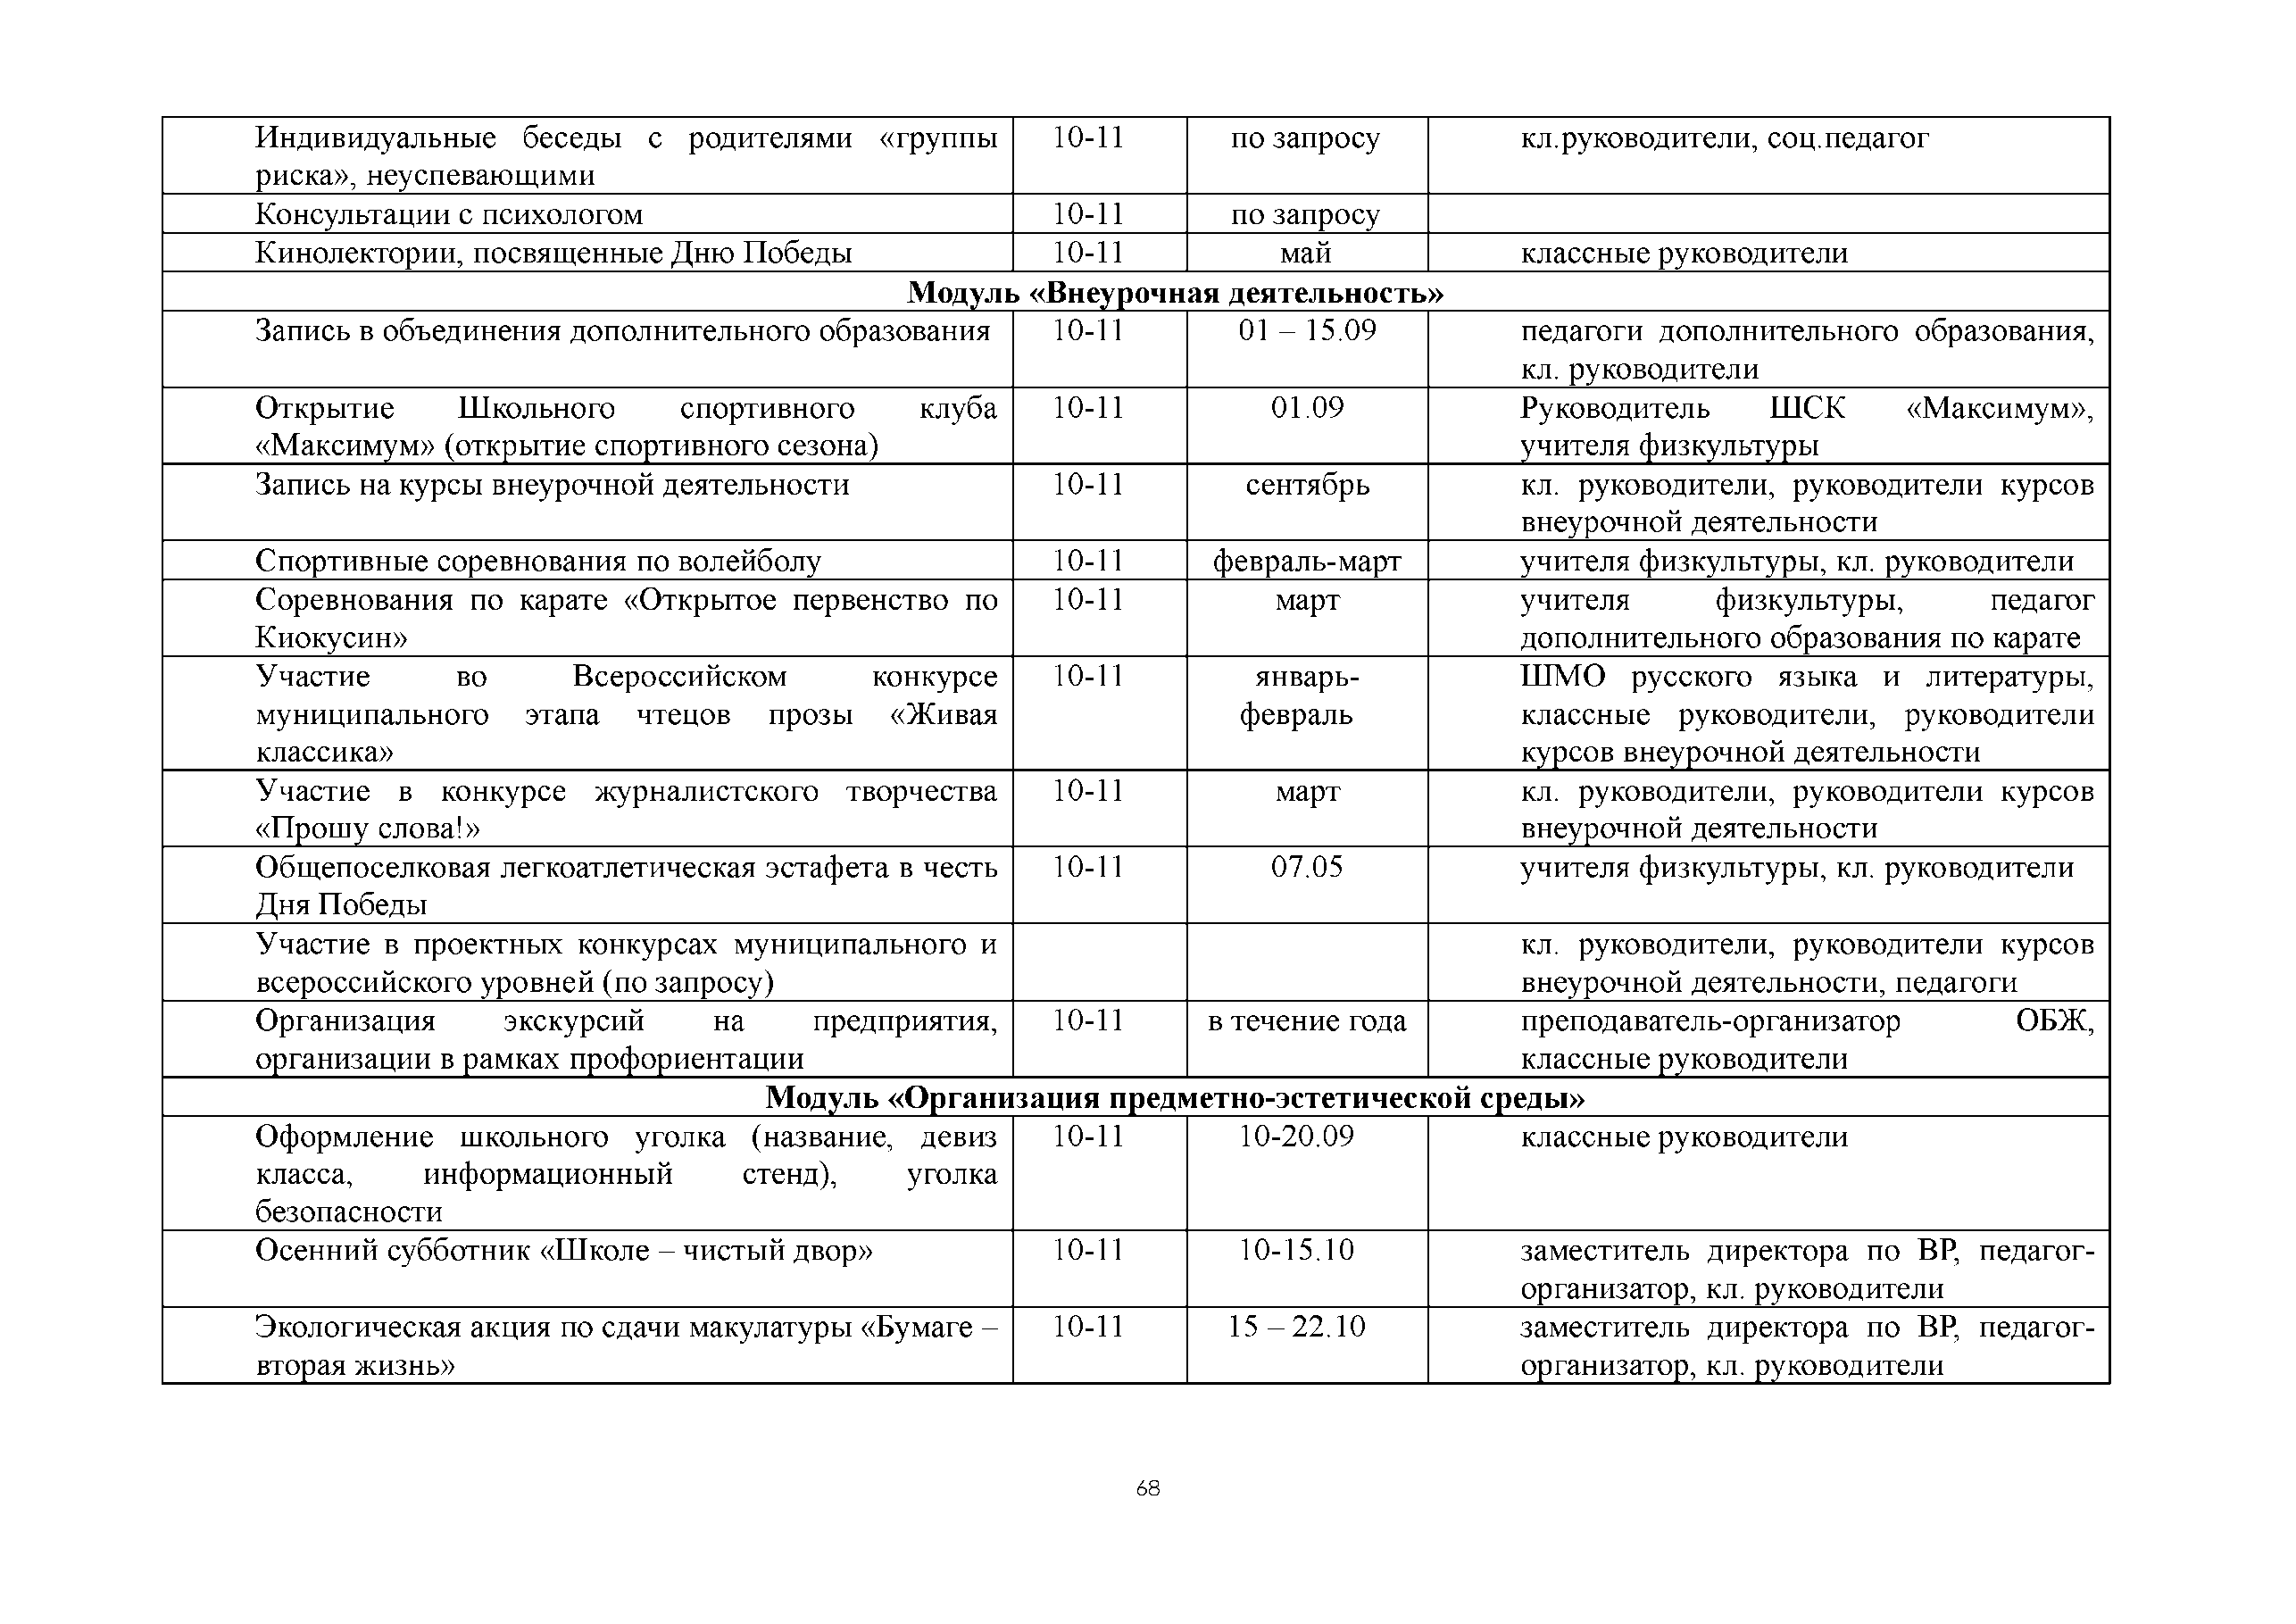 Индивидуальные беседы с родителями «группы 10-11 по запросу кл.руководители, соц.педагог
риска», неуспевающими
Консультации с психологом 10-11 по запросу
Кинолектории, посвященные Дню Победы 10-11 май классные руководители
Модуль «Внеурочная деятельность»
Запись в объединения дополнительного образования 10-11 01 – 15.09 педагоги дополнительного образования,
кл. руководители
Открытие Школьного спортивного клуба 10-11 01.09 Руководитель ШСК «Максимум»,
«Максимум» (открытие спортивного сезона) учителя физкультуры
Запись на курсы внеурочной деятельности 10-11 сентябрь кл. руководители, руководители курсов
внеурочной деятельности
Спортивные соревнования по волейболу 10-11 февраль-март учителя физкультуры, кл. руководители
Соревнования по карате «Открытое первенство по 10-11 март учителя физкультуры, педагог
Киокусин» дополнительного образования по карате
Участие во Всероссийском конкурсе 10-11 январь- ШМО русского языка и литературы,
муниципального этапа чтецов прозы «Живая февраль классные руководители, руководители
классика» курсов внеурочной деятельности
Участие в конкурсе журналистского творчества 10-11 март кл. руководители, руководители курсов
«Прошу слова!» внеурочной деятельности
Общепоселковая легкоатлетическая эстафета в честь 10-11 07.05 учителя физкультуры, кл. руководители
Дня Победы
Участие в проектных конкурсах муниципального и кл. руководители, руководители курсов
всероссийского уровней (по запросу) внеурочной деятельности, педагоги
Организация экскурсий на предприятия, 10-11 в течение года преподаватель-организатор ОБЖ,
организации в рамках профориентации классные руководители
Модуль «Организация предметно-эстетической среды»
Оформление школьного уголка (название, девиз 10-11 10-20.09 классные руководители
класса, информационный стенд), уголка
безопасности
Осенний субботник «Школе – чистый двор» 10-11 10-15.10 заместитель директора по ВР, педагог-
организатор, кл. руководители
Экологическая акция по сдачи макулатуры «Бумаге – 10-11 15 – 22.10 заместитель директора по ВР, педагог-
вторая жизнь» организатор, кл. руководители
68